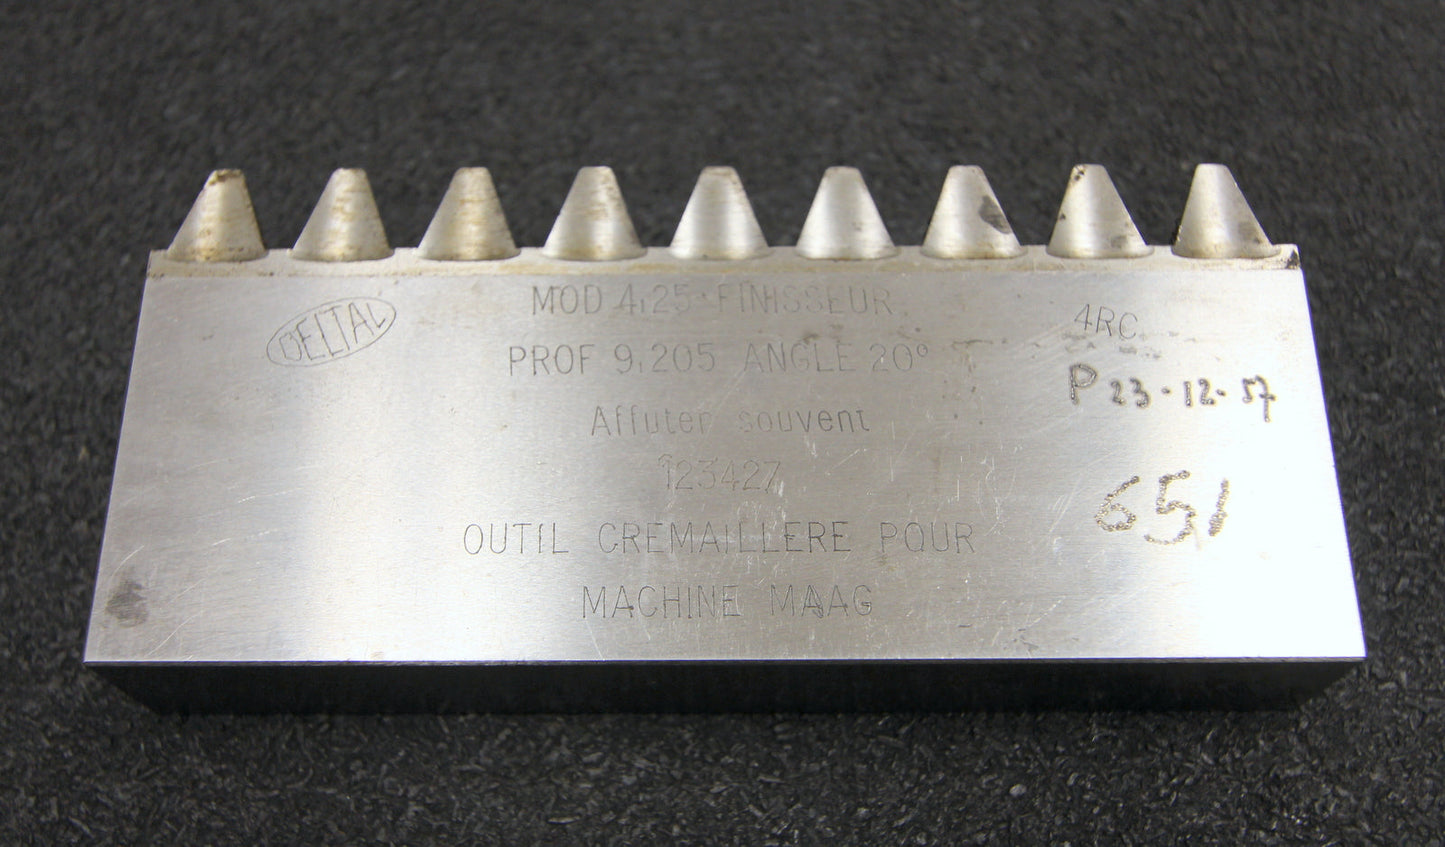 DELTAL
MOD 4,25 FINISSEUR
PROF 9,205 ANGLE 20°
Affuter souvent
123427
OUTIL CREMAILLERE POUR
MACHINE MAAG
4RC
P 23-12-57
651